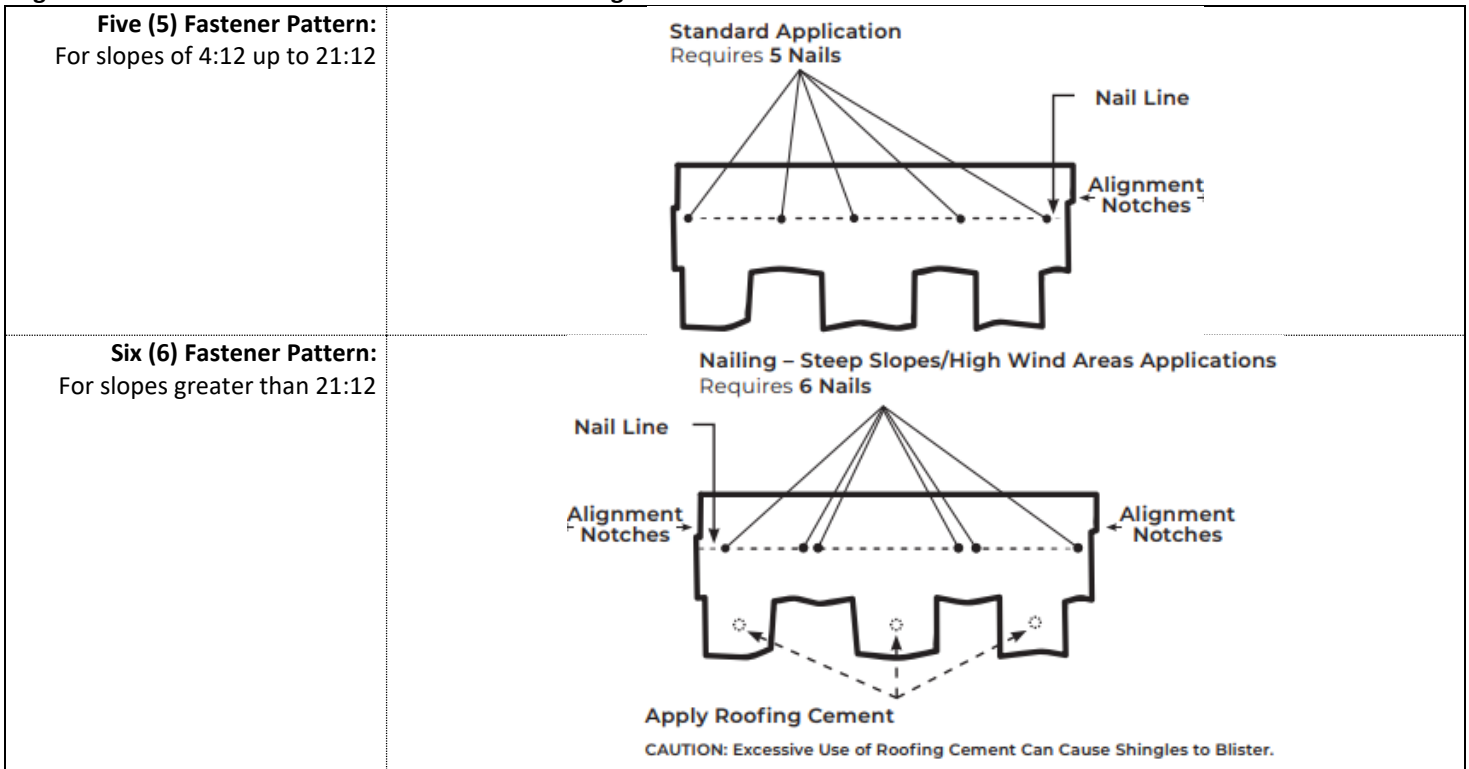 Five (5) Fastener Pattern:
For slopes of 4:12 up to 21:12
Standard Application
Requires 5 Nails
Nail Line
Alignment
Notches
Six (6) Fastener Pattern:
For slopes greater than 21:12
Nailing – Steep Slopes/High Wind Areas Applications
Requires 6 Nails
Nail Line
Alignment
Notches
Alignment
Notches
Apply Roofing Cement
CAUTION: Excessive Use of Roofing Cement Can Cause Shingles to Blister.